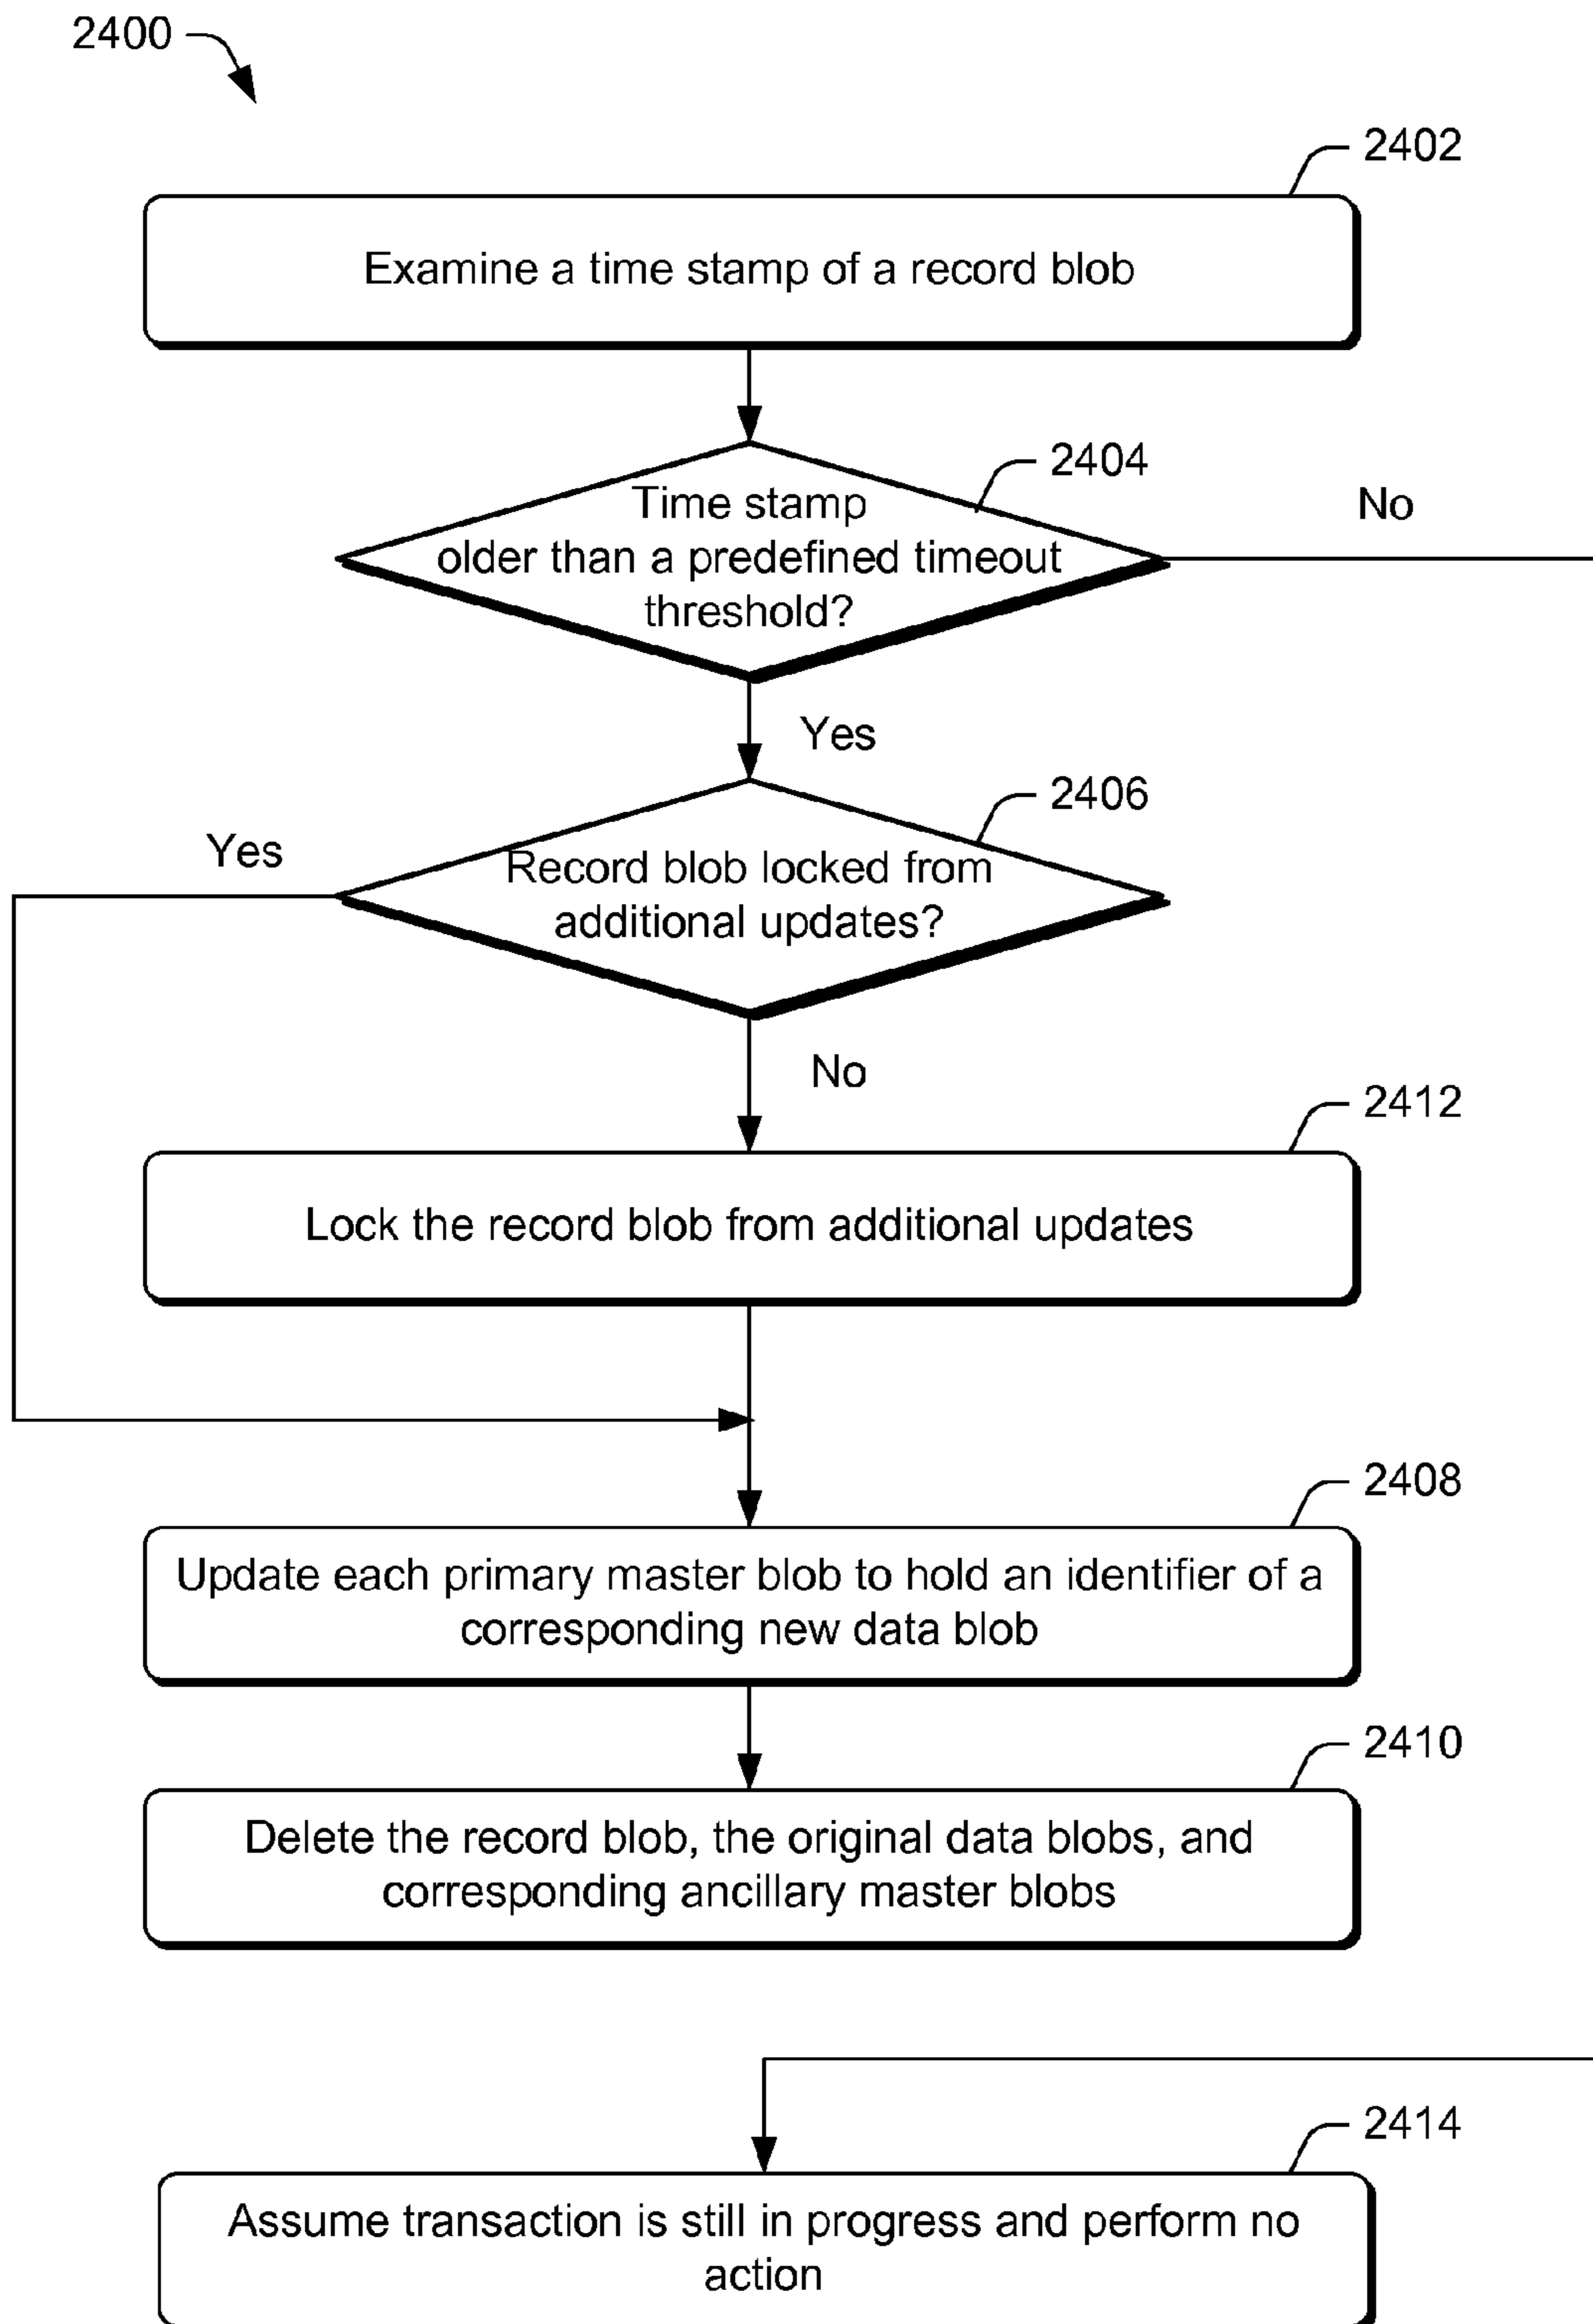 2400
2402
Examine a time stamp of a record blob
2404
Time stamp
older than a predefined timeout
threshold?
No
Yes
2406
Yes
Record blob locked from
additional updates?
No
2412
Lock the record blob from additional updates
2408
Update each primary master blob to hold an identifier of a
corresponding new data blob
2410
Delete the record blob, the original data blobs, and
corresponding ancillary master blobs
2414
Assume transaction is still in progress and perform no
action